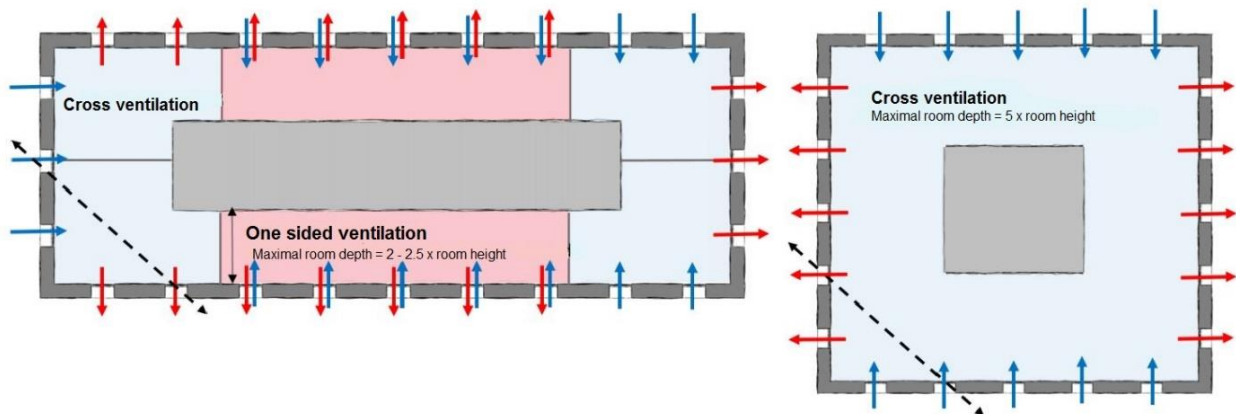 Cross ventilation
One sided ventilation
Maximal room depth = 2 - 2.5 x room height
Cross ventilation
Maximal room depth = 5 x room height